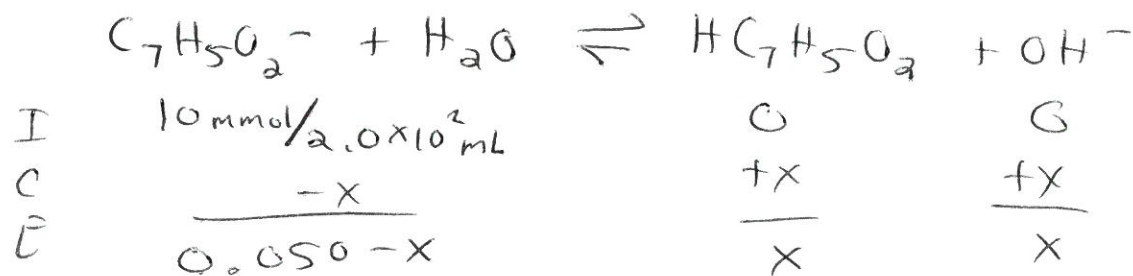 C₇H₅O₂⁻ + H₂O ⇌ HC₇H₅O₂ + OH⁻
I 10 mmol/2.0×10² mL 0 0
C -x +x +x
E 0.050-x x x